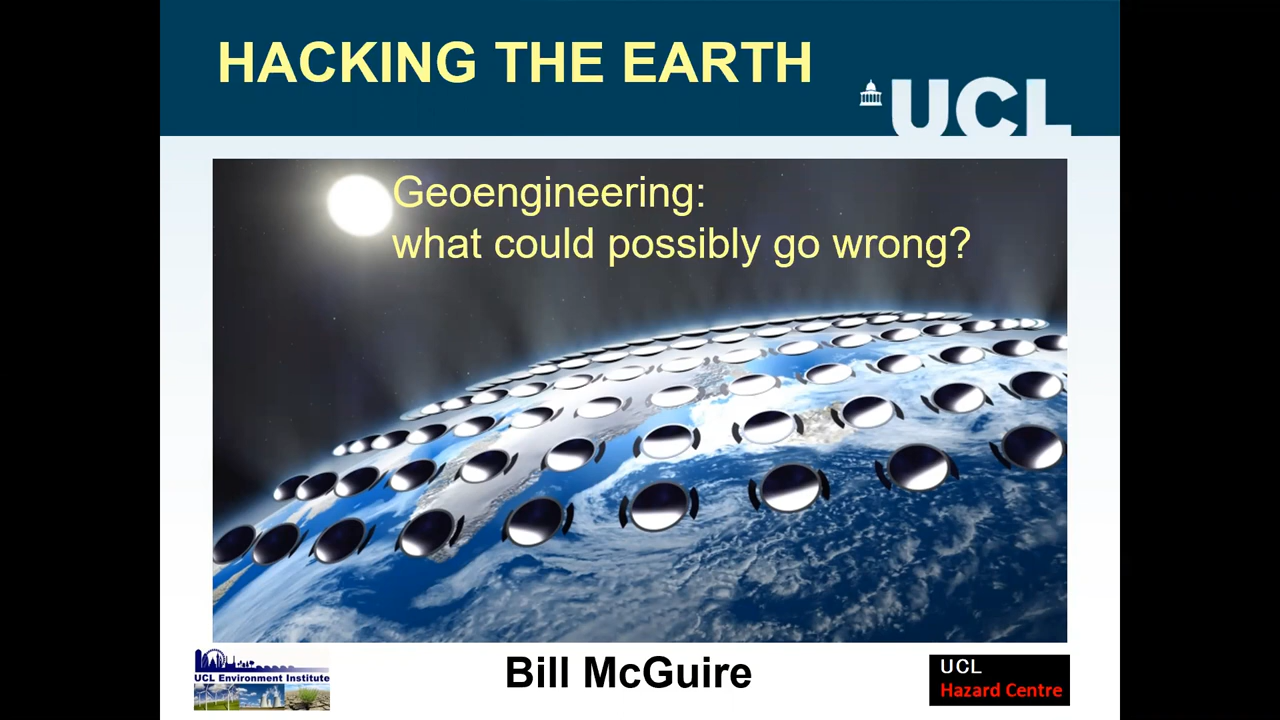 HACKING THE EARTH
UCL
Geoengineering:
what could possibly go wrong?
UCL Environment Institute
Bill McGuire
UCL
Hazard Centre